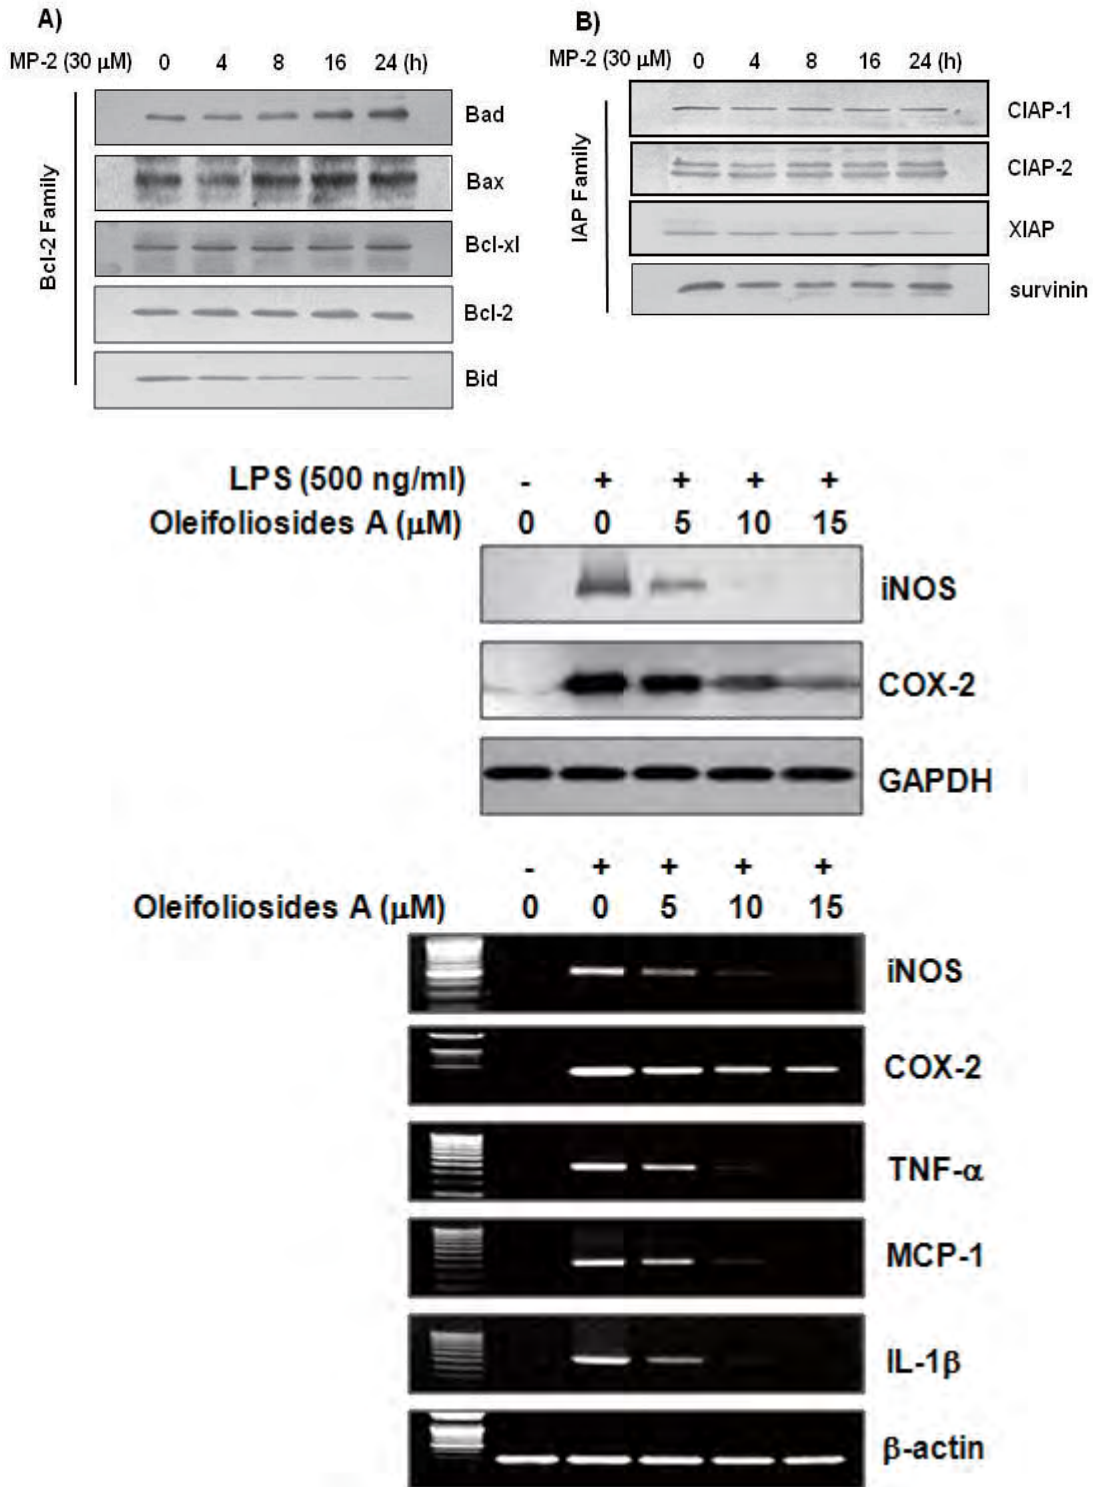 A)
MP-2 (30 μM) 0 4 8 16 24 (h)
Bcl-2 Family
Bad
Bax
Bcl-xl
Bcl-2
Bid
B)
MP-2 (30 μM) 0 4 8 16 24 (h)
IAP Family
CIAP-1
CIAP-2
XIAP
survinin
LPS (500 ng/ml) - + + + +
Oleifoliosides A (μM) 0 0 5 10 15
iNOS
COX-2
GAPDH
- + + + +
Oleifoliosides A (μM) 0 0 5 10 15
iNOS
COX-2
TNF-α
MCP-1
IL-1β
β-actin